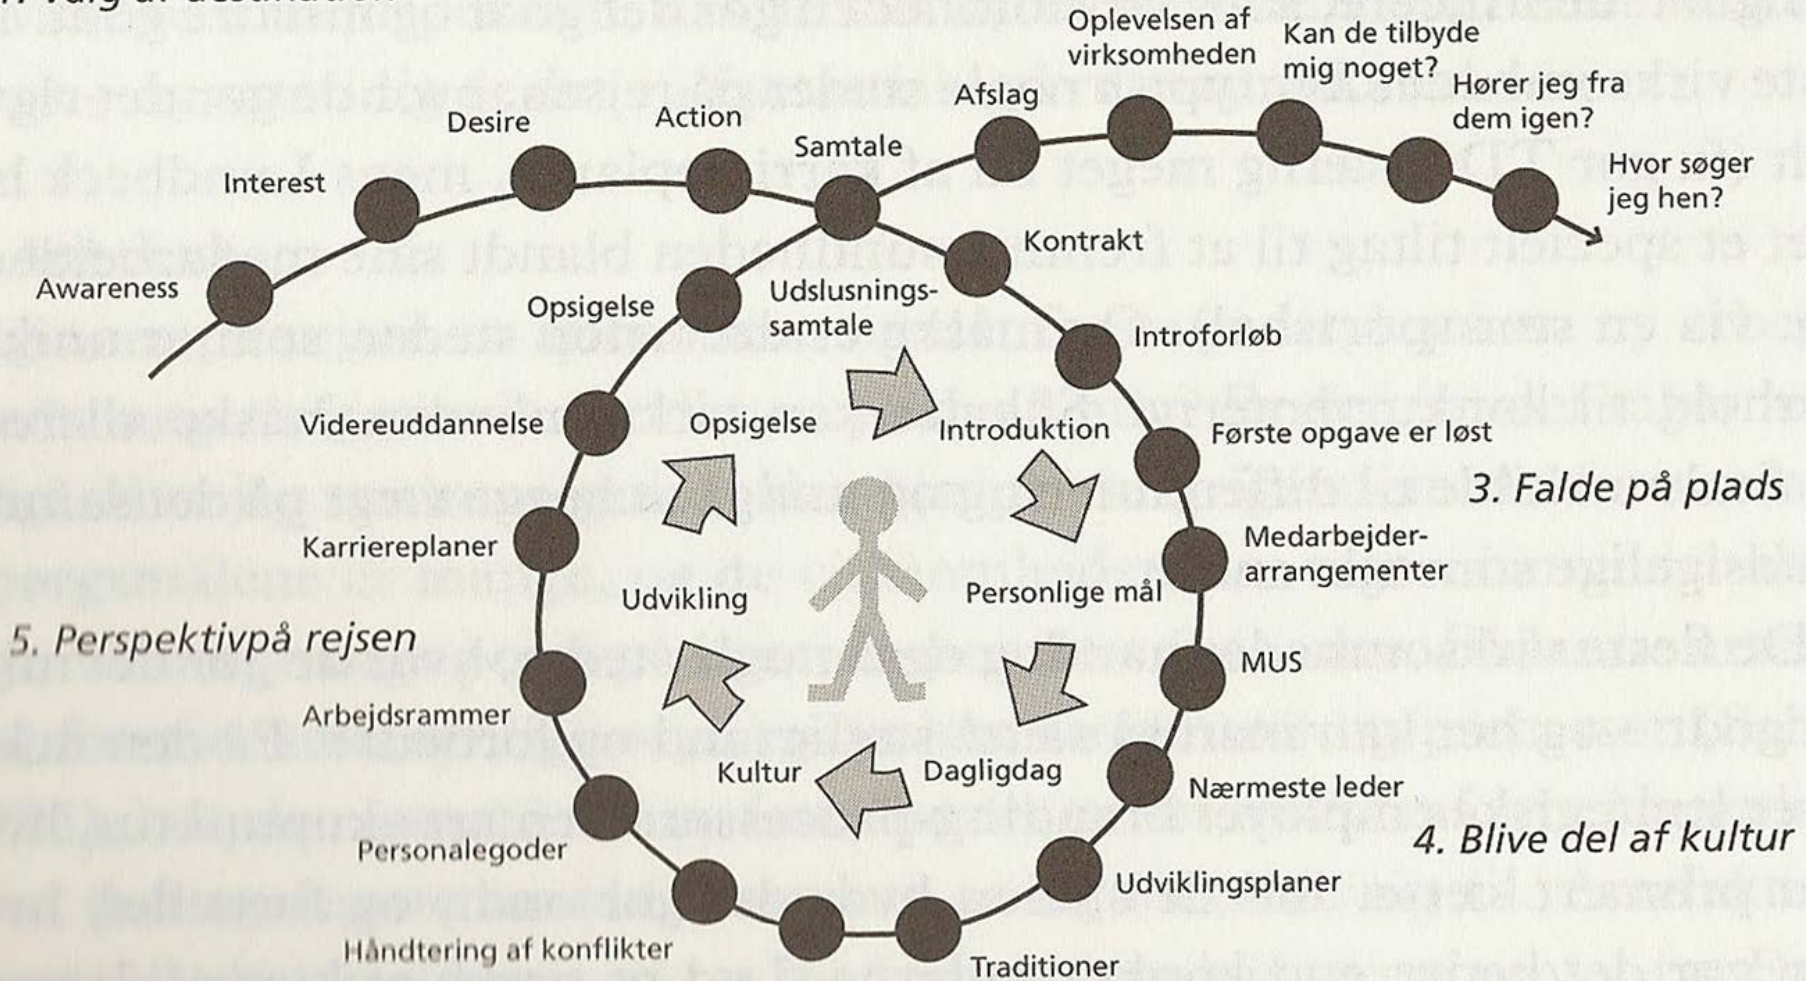 Oplevelsen af
virksomheden
Kan de tilbyde
mig noget?
Hører jeg fra
dem igen?
Hvor søger
jeg hen?
Afslag
Samtale
Action
Desire
Interest
Awareness
Kontrakt
Introforløb
Første opgave er løst
3. Falde på plads
Medarbejder-
arrangementer
MUS
Nærmeste leder
4. Blive del af kultur
Udviklingsplaner
Traditioner
Håndtering af konflikter
Personalegoder
Arbejdsrammer
5. Perspektivpå rejsen
Karriereplaner
Videreuddannelse
Opsigelse
Udslusnings-
samtale
Introduktion
Personlige mål
Dagligdag
Kultur
Udvikling
Opsigelse